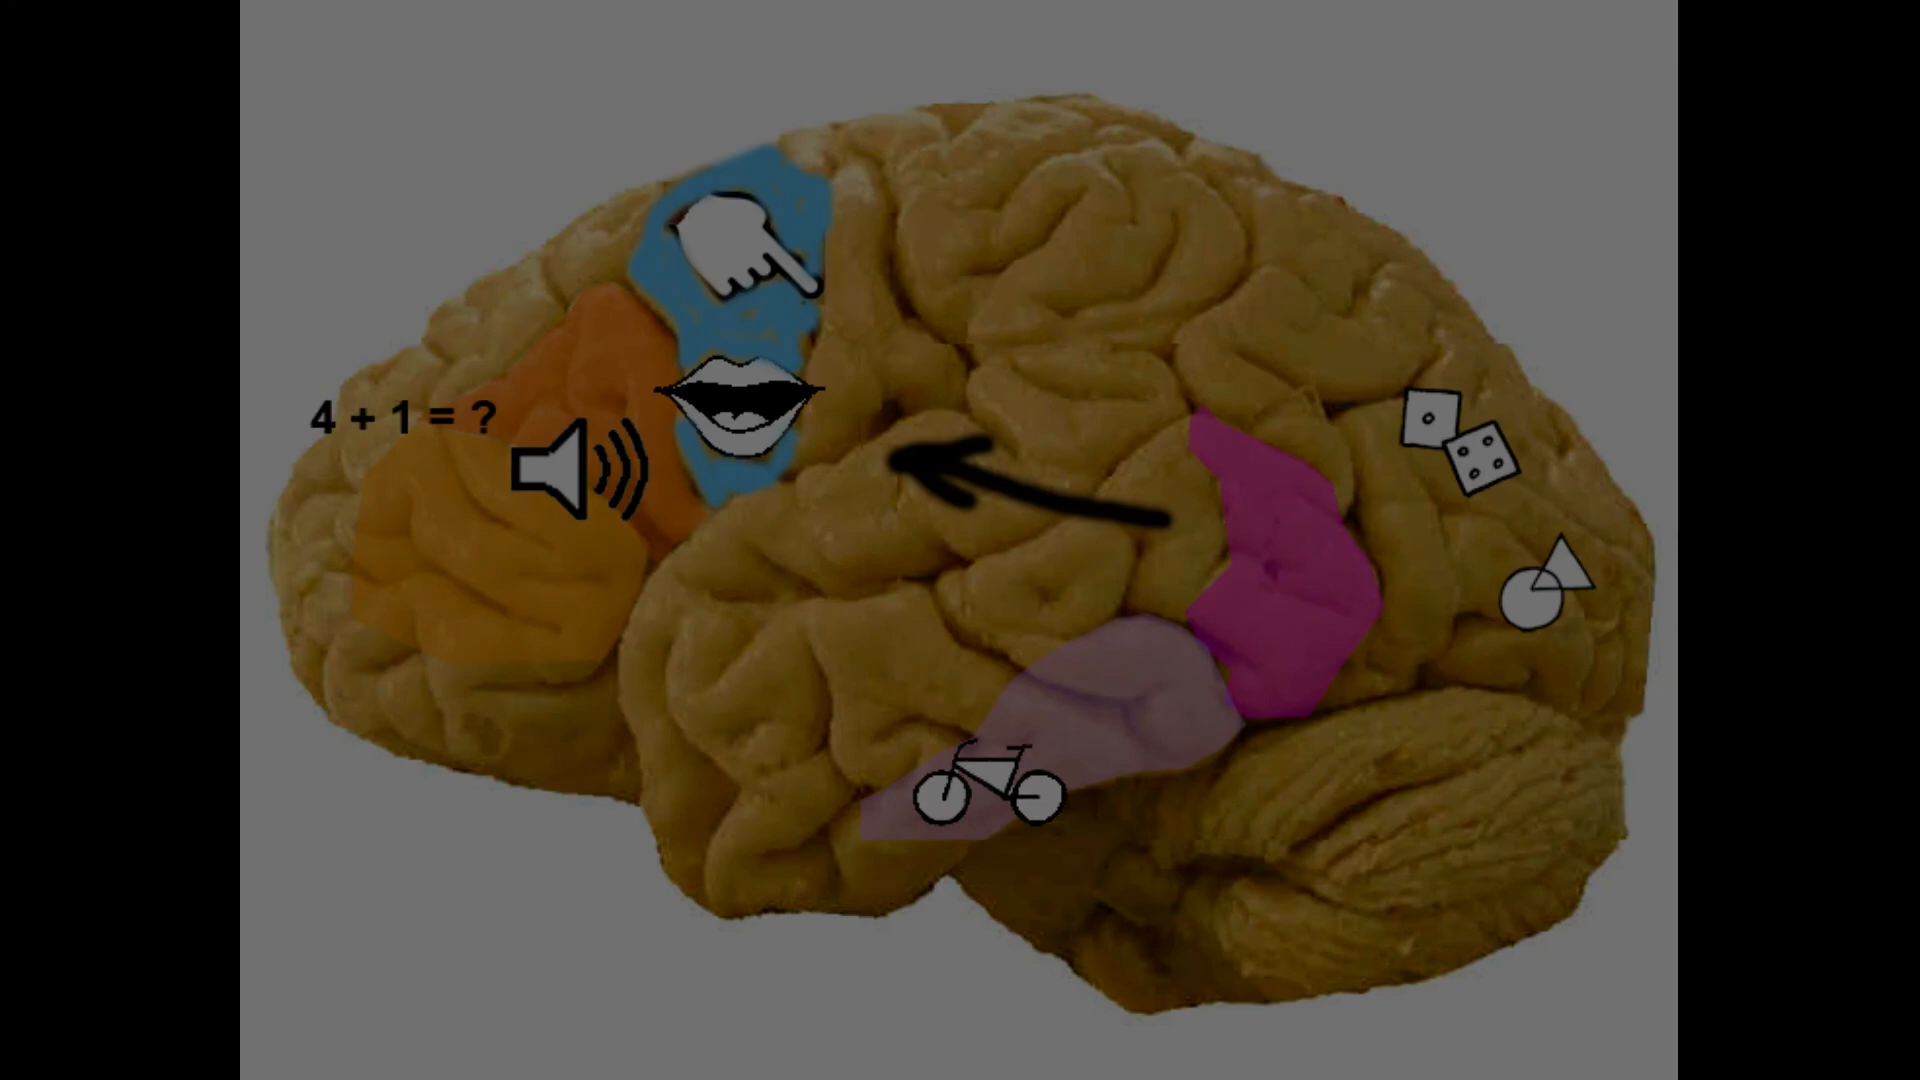 4 + 1 = ?